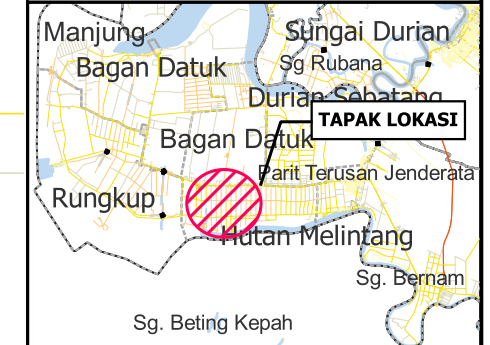 Manjung
Sungai Durian
Bagan Datuk
Sg Rubana
Durian Sebatang
TAPAK LOKASI
Bagan Datuk
Parit Terusan Jenderata
Rungkup
Hutan Melintang
Sg. Bernam
Sg. Beting Kepah